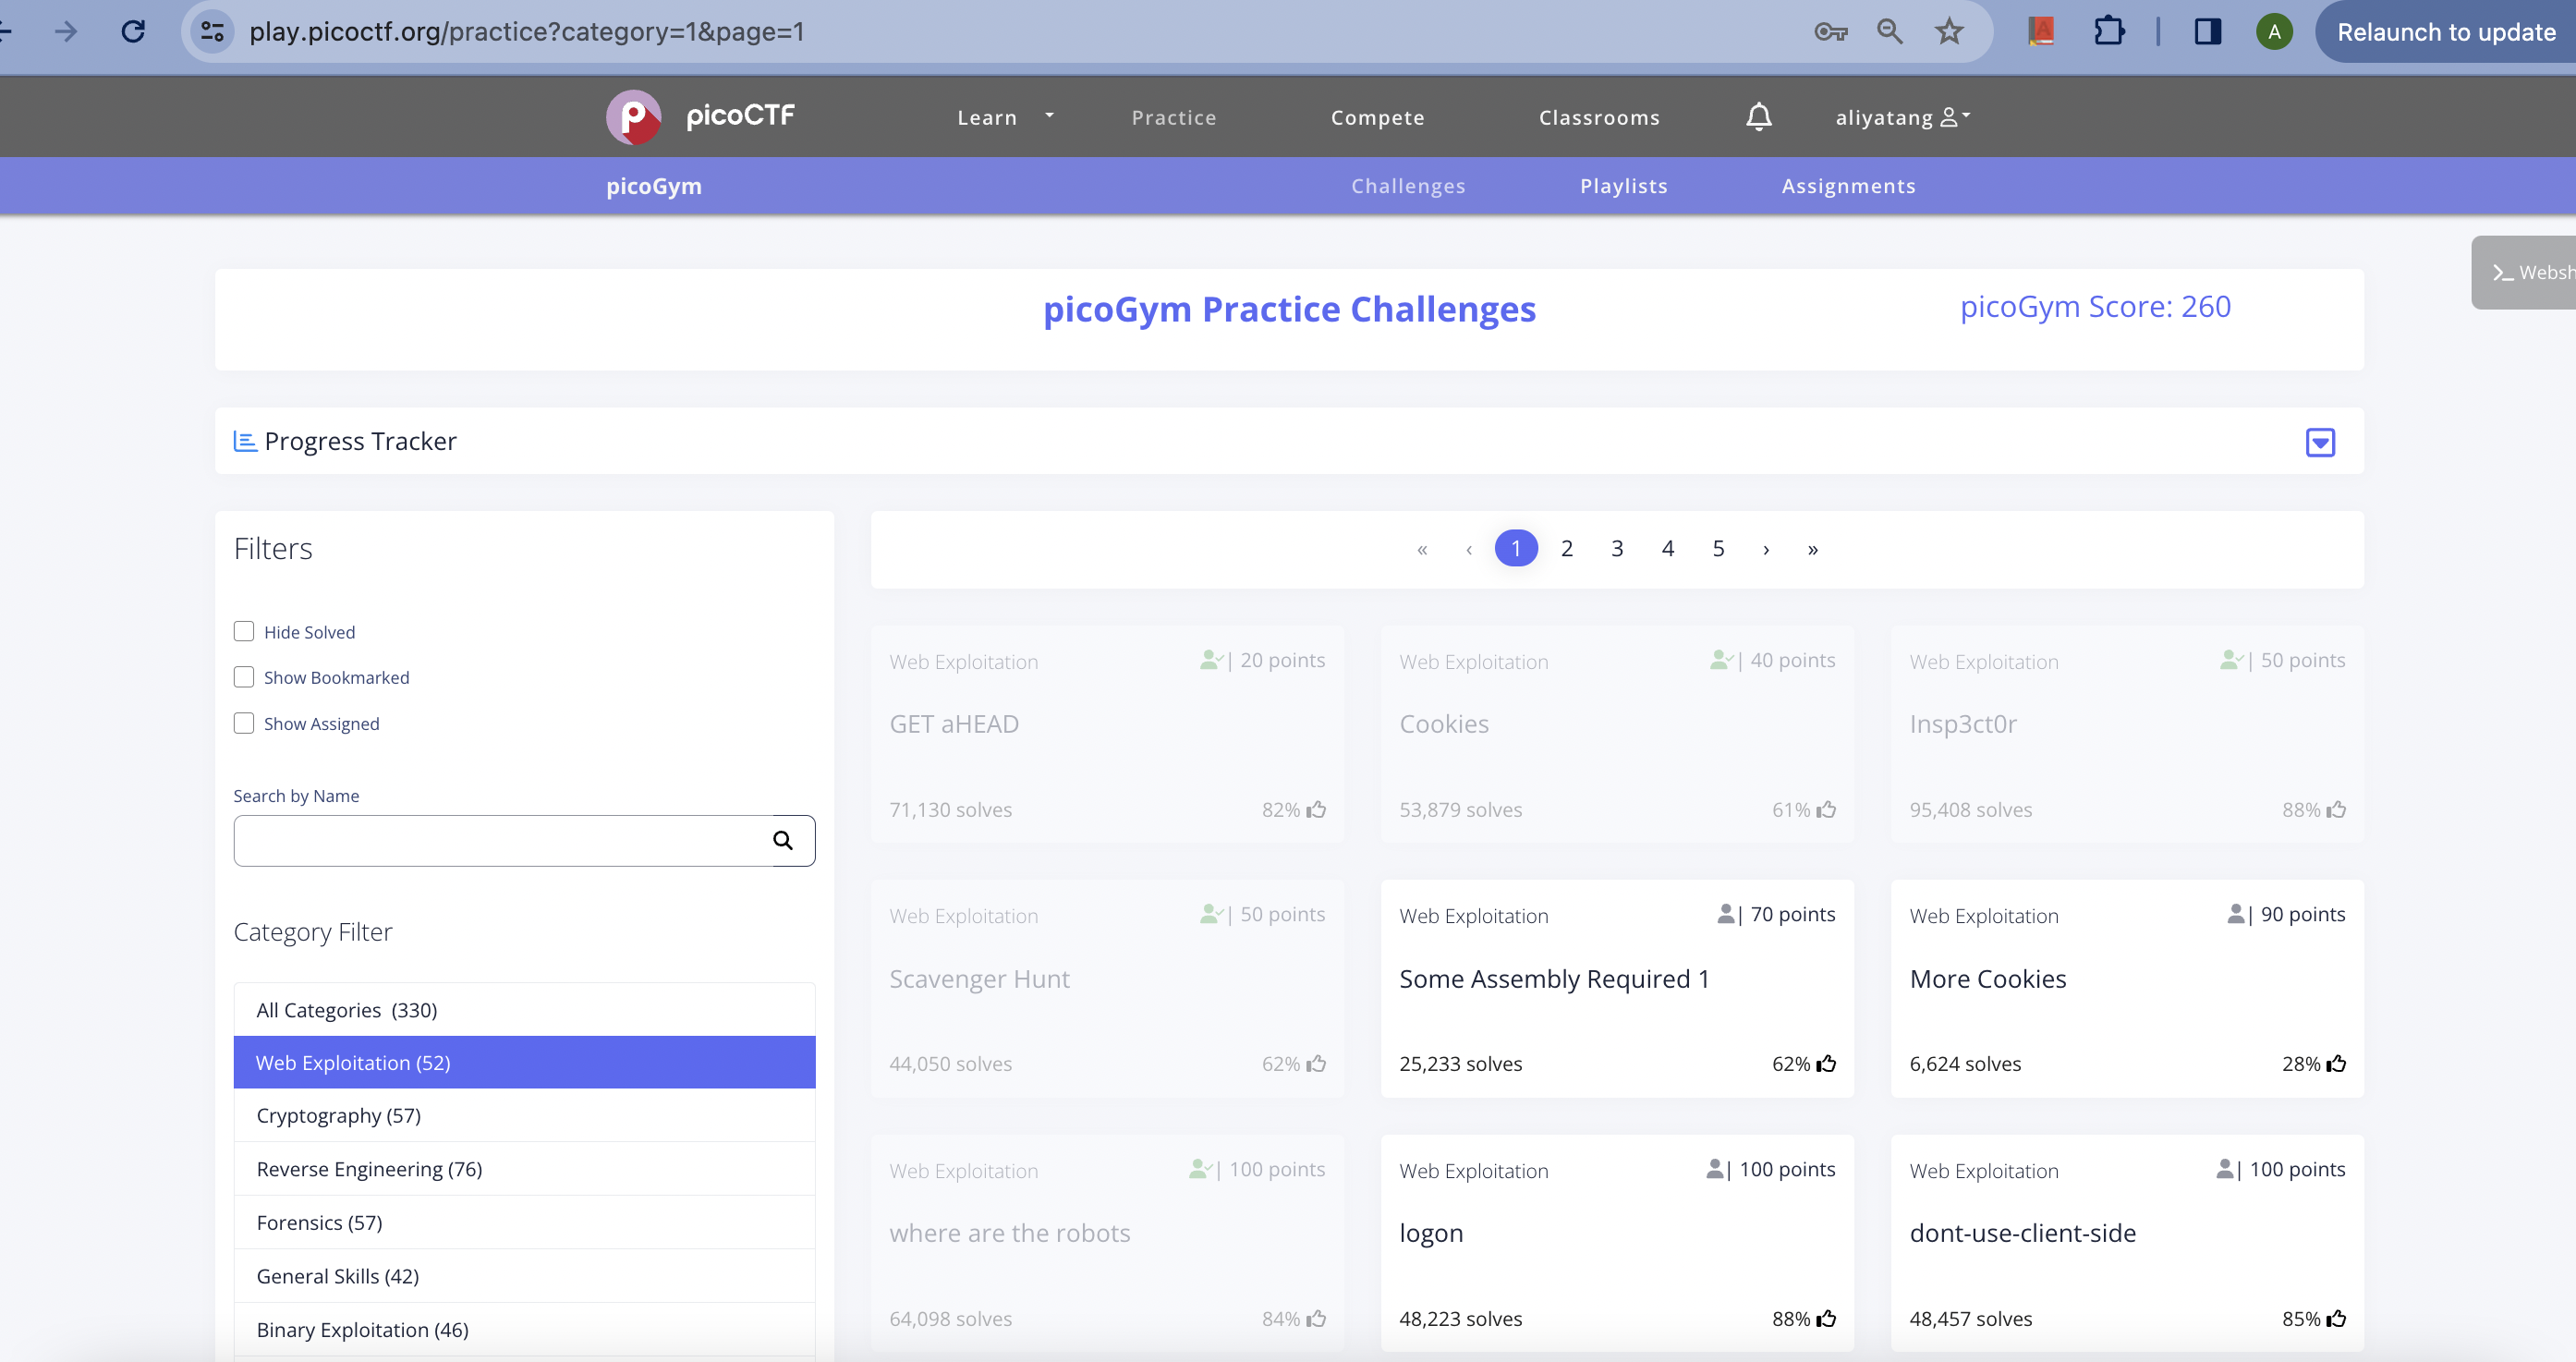 play.picoctf.org/practice?category=1&page=1
A
Relaunch to update
picoCTF
Learn
Practice
Compete
Classrooms
aliyatang
picoGym
Challenges
Playlists
Assignments
>_ Websh
picoGym Practice Challenges
picoGym Score: 260
Progress Tracker
Filters
Hide Solved
Show Bookmarked
Show Assigned
Search by Name
Category Filter
All Categories (330)
Web Exploitation (52)
Cryptography (57)
Reverse Engineering (76)
Forensics (57)
General Skills (42)
Binary Exploitation (46)
« ‹ 1 2 3 4 5 › »
Web Exploitation | 20 points
GET aHEAD
71,130 solves 82%
Web Exploitation | 40 points
Cookies
53,879 solves 61%
Web Exploitation | 50 points
Insp3ct0r
95,408 solves 88%
Web Exploitation | 50 points
Scavenger Hunt
44,050 solves 62%
Web Exploitation | 70 points
Some Assembly Required 1
25,233 solves 62%
Web Exploitation | 90 points
More Cookies
6,624 solves 28%
Web Exploitation | 100 points
where are the robots
64,098 solves 84%
Web Exploitation | 100 points
logon
48,223 solves 88%
Web Exploitation | 100 points
dont-use-client-side
48,457 solves 85%